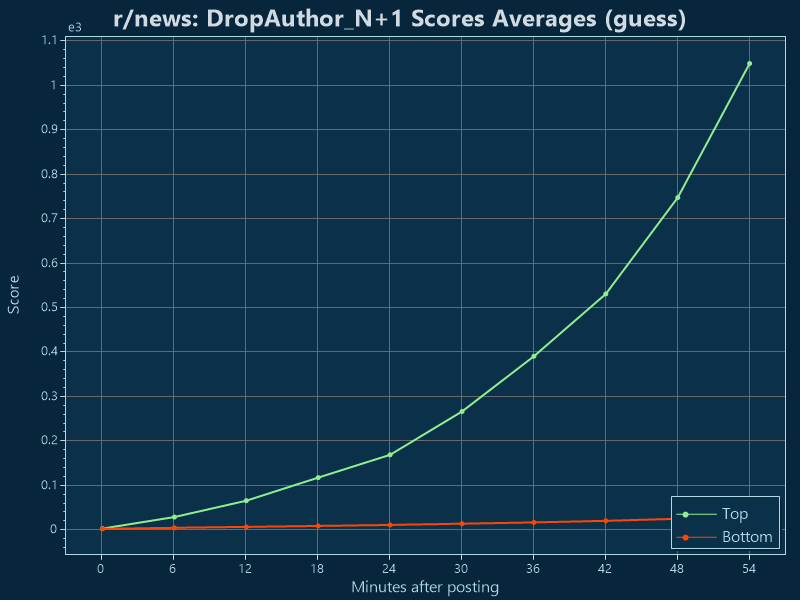 r/news: DropAuthor_N+1 Scores Averages (guess)
e3
1.1
1
0.9
0.8
0.7
0.6
0.5
0.4
0.3
0.2
0.1
0
Score
0 6 12 18 24 30 36 42 48 54
Minutes after posting
Top
Bottom